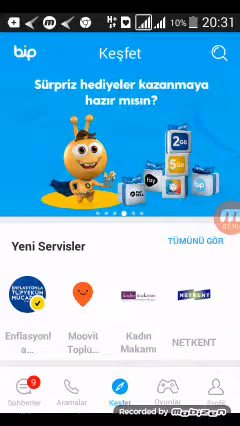 10% 20:31
bip Keşfet
Sürpriz hediyeler kazanmaya
hazır mısın?
2GB
5GB
fizy
bip
Yeni Servisler
TÜMÜNÜ GÖR
ENFLASYONLA
TOPYEKÜN
MÜCADELE
kadın makamı
NETKENT
Enflasyonl
a...
Moovit
Toplu...
Kadın
Makamı
NETKENT
9
Sohbetler
Aramalar
Keşfet
Oyunlar
Profil
Recorded by Mobizen